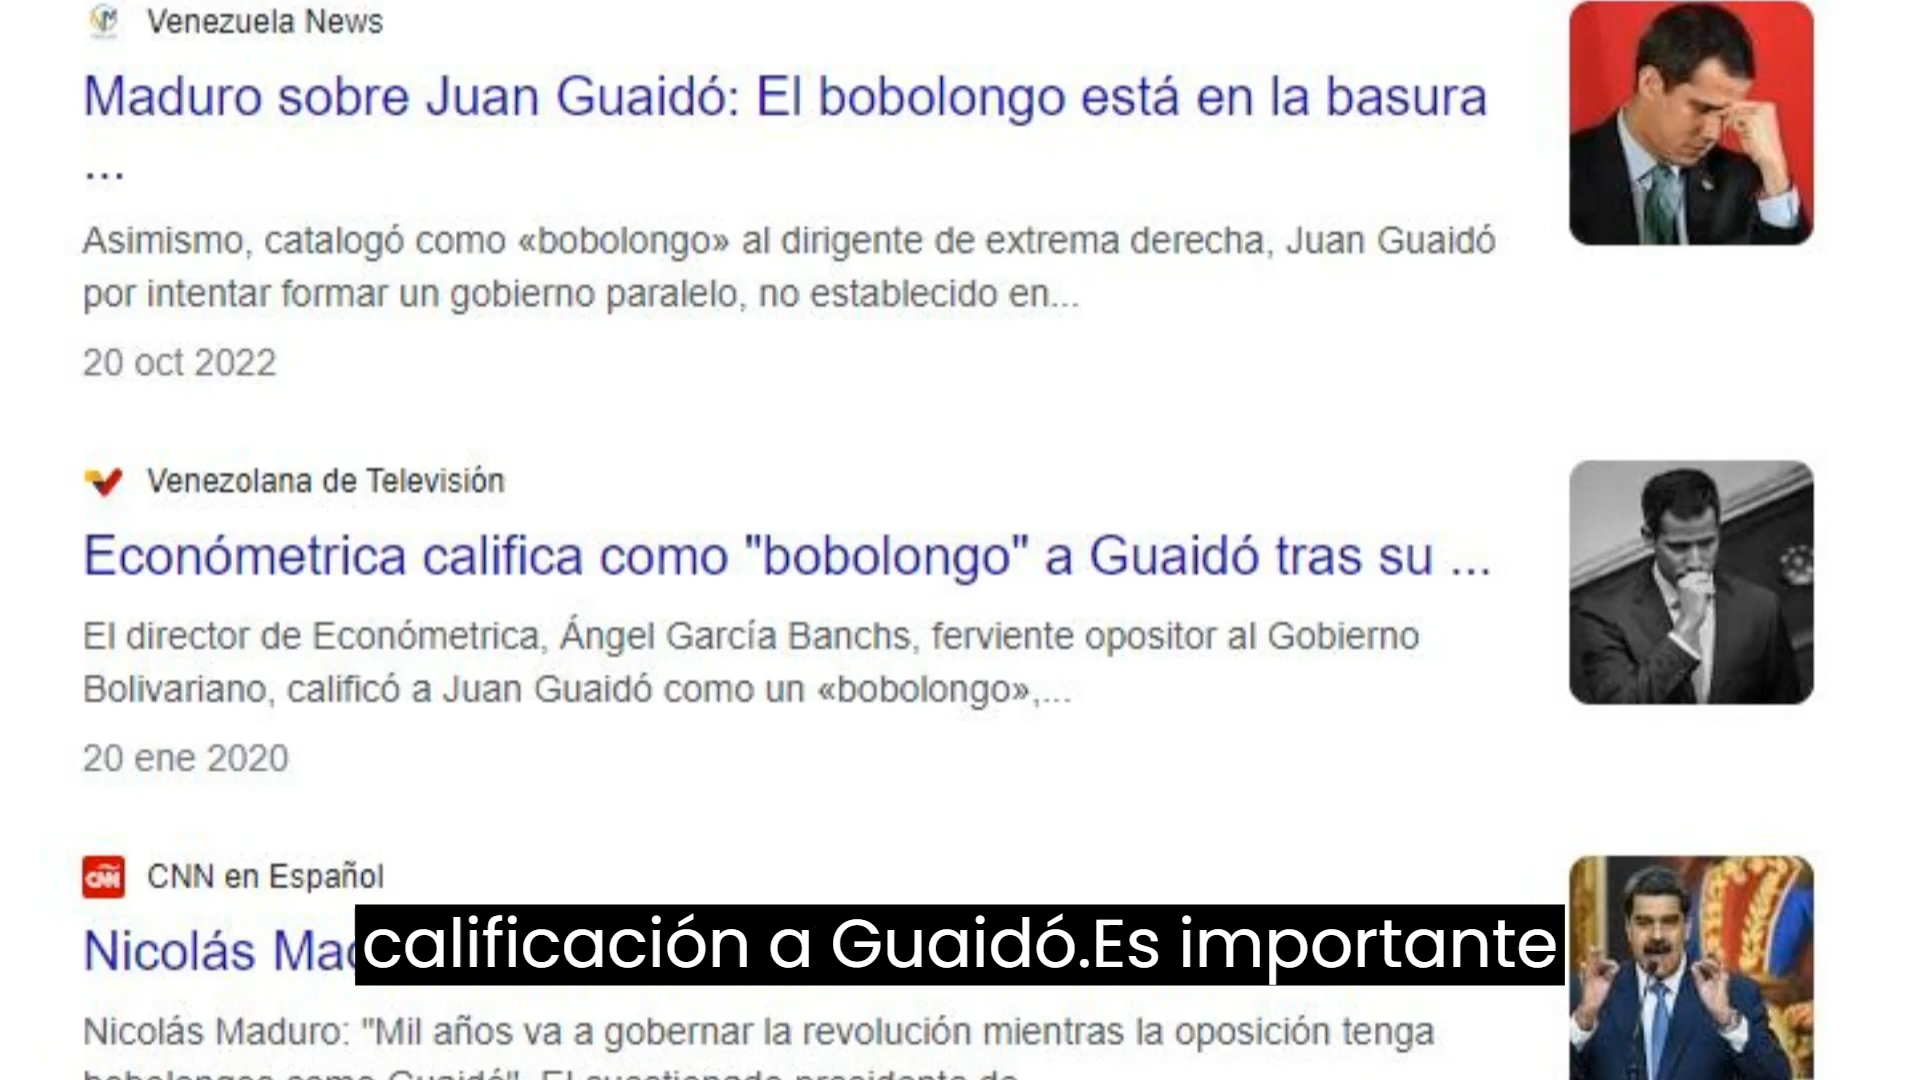 Venezuela News
Maduro sobre Juan Guaidó: El bobolongo está en la basura
...
Asimismo, catalogó como «bobolongo» al dirigente de extrema derecha, Juan Guaidó
por intentar formar un gobierno paralelo, no establecido en...
20 oct 2022
Venezolana de Televisión
Económetrica califica como "bobolongo" a Guaidó tras su ...
El director de Económetrica, Ángel García Banchs, ferviente opositor al Gobierno
Bolivariano, calificó a Juan Guaidó como un «bobolongo»,...
20 ene 2020
CNN en Español
Nicolás
calificación a Guaidó.Es importante
Nicolás Maduro: "Mil años va a gobernar la revolución mientras la oposición tenga